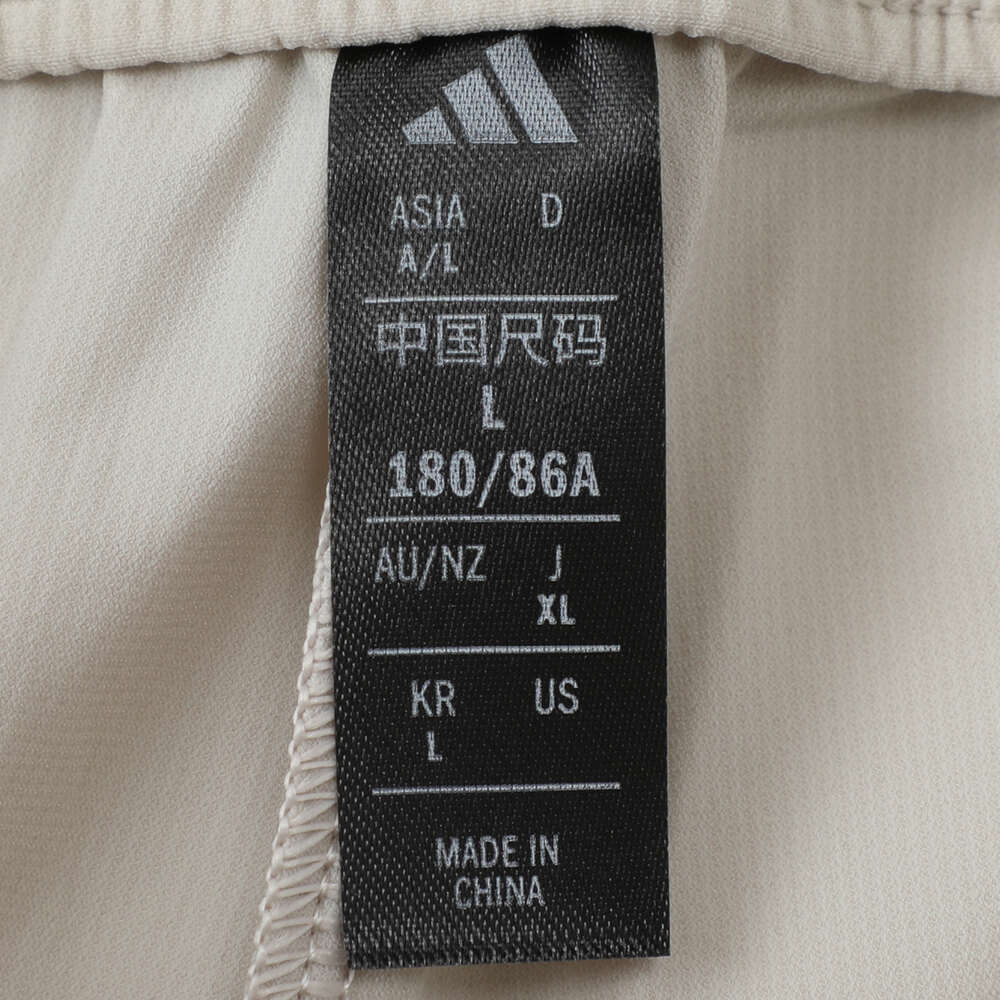 ASIA D
A/L
中国尺码
L
180/86A
AU/NZ J
XL
KR US
L
MADE IN
CHINA